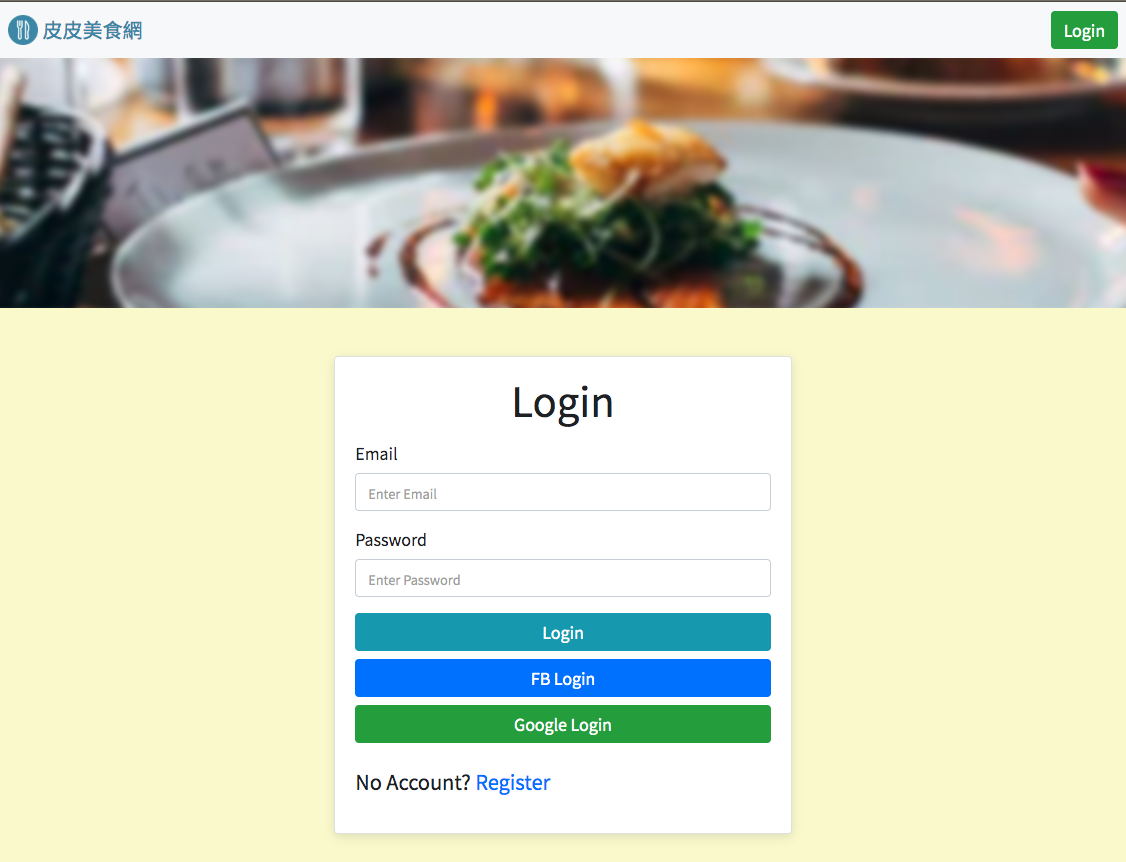 皮皮美食網
Login
Login
Email
Enter Email
Password
Enter Password
Login
FB Login
Google Login
No Account? Register